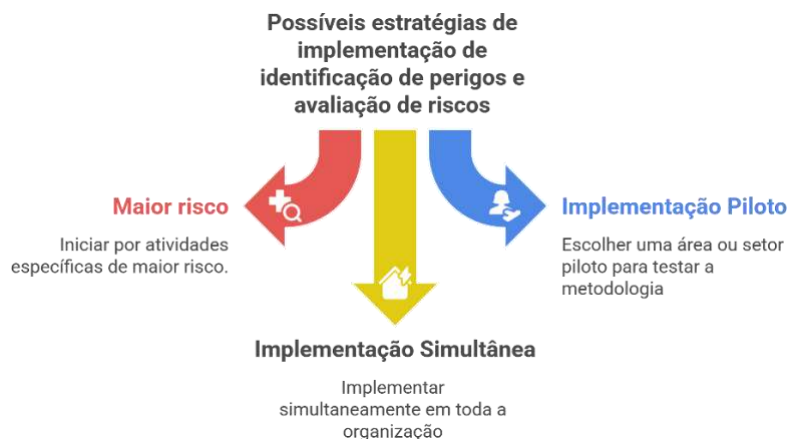 Possíveis estratégias de
implementação de
identificação de perigos e
avaliação de riscos
Maior risco
Iniciar por atividades
específicas de maior risco.
Implementação Piloto
Escolher uma área ou setor
piloto para testar a
metodologia
Implementação Simultânea
Implementar
simultaneamente em toda a
organização